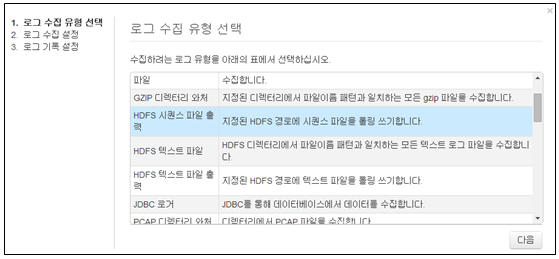 1. 로그 수집 유형 선택
2. 로그 수집 설정
3. 로그 기록 설정
로그 수집 유형 선택
수집하려는 로그 유형을 아래의 표에서 선택하십시오.
파일 수집합니다.
GZIP 디렉터리 와처 지정된 디렉터리에서 파일이름 패턴과 일치하는 모든 gzip 파일을 수집합니다.
HDFS 시퀀스 파일 출
력 지정된 HDFS 경로에 시퀀스 파일을 롤링 쓰기합니다.
HDFS 텍스트 파일 HDFS 디렉터리에서 파일이름 패턴과 일치하는 모든 텍스트 로그 파일을 수집합니
다.
HDFS 텍스트 파일 출
력 지정된 HDFS 경로에 텍스트 파일을 롤링 쓰기합니다.
JDBC 로거 JDBC를 통해 데이터베이스에서 데이터를 수집합니다.
PCAP 디렉터리 와처 디렉터리에서 PCAP 파일을 수집합니다.
다음